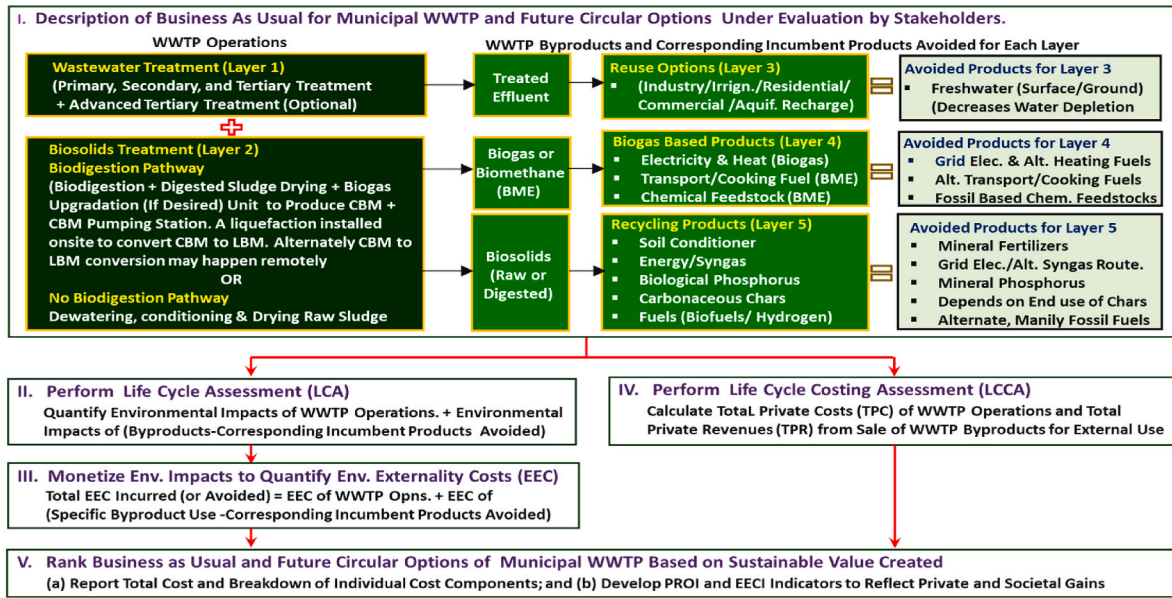 I. Decsription of Business As Usual for Municipal WWTP and Future Circular Options Under Evaluation by Stakeholders.
WWTP Operations
WWTP Byproducts and Corresponding Incumbent Products Avoided for Each Layer
Wastewater Treatment (Layer 1)
(Primary, Secondary, and Tertiary Treatment
+ Advanced Tertiary Treatment (Optional)
Treated
Effluent
Reuse Options (Layer 3)
▪ (Industry/Irrign./Residential/
Commercial /Aquif. Recharge)
Avoided Products for Layer 3
▪ Freshwater (Surface/Ground)
(Decreases Water Depletion
Biosolids Treatment (Layer 2)
Biodigestion Pathway
(Biodigestion + Digested Sludge Drying + Biogas
Upgradation (If Desired) Unit to Produce CBM +
CBM Pumping Station. A liquefaction installed
onsite to convert CBM to LBM. Alternately CBM to
LBM conversion may happen remotely
OR
No Biodigestion Pathway
Dewatering, conditioning & Drying Raw Sludge
Biogas or
Biomethane
(BME)
Biogas Based Products (Layer 4)
▪ Electricity & Heat (Biogas)
▪ Transport/Cooking Fuel (BME)
▪ Chemical Feedstock (BME)
Avoided Products for Layer 4
▪ Grid Elec. & Alt. Heating Fuels
▪ Alt. Transport/Cooking Fuels
▪ Fossil Based Chem. Feedstocks
Biosolids
(Raw or
Digested)
Recycling Products (Layer 5)
▪ Soil Conditioner
▪ Energy/Syngas
▪ Biological Phosphorus
▪ Carbonaceous Chars
▪ Fuels (Biofuels/ Hydrogen)
Avoided Products for Layer 5
▪ Mineral Fertilizers
▪ Grid Elec./Alt. Syngas Route.
▪ Mineral Phosphorus
▪ Depends on End use of Chars
▪ Alternate, Manily Fossil Fuels
II. Perform Life Cycle Assessment (LCA)
Quantify Environmental Impacts of WWTP Operations. + Environmental
Impacts of (Byproducts-Corresponding Incumbent Products Avoided)
IV. Perform Life Cycle Costing Assessment (LCCA)
Calculate TotaL Private Costs (TPC) of WWTP Operations and Total
Private Revenues (TPR) from Sale of WWTP Byproducts for External Use
III. Monetize Env. Impacts to Quantify Env. Externality Costs (EEC)
Total EEC Incurred (or Avoided) = EEC of WWTP Opns. + EEC of
(Specific Byproduct Use -Corresponding Incumbent Products Avoided)
V. Rank Business as Usual and Future Circular Options of Municipal WWTP Based on Sustainable Value Created
(a) Report Total Cost and Breakdown of Individual Cost Components; and (b) Develop PROI and EECI Indicators to Reflect Private and Societal Gains